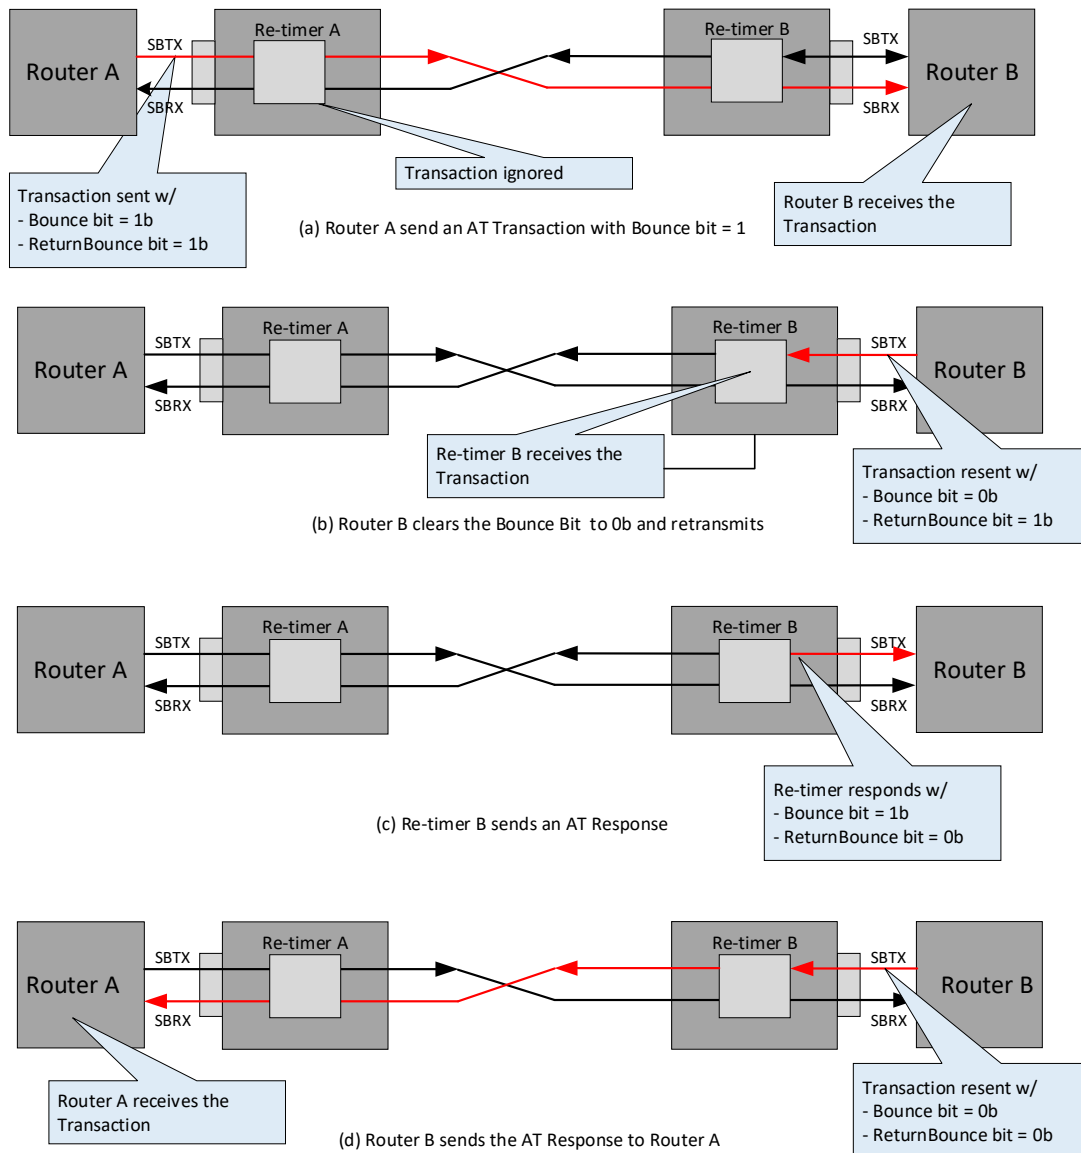 Re-timer A
Re-timer B
SBTX
SBTX
Router A
Router B
SBRX
SBRX
Transaction ignored
Transaction sent w/
- Bounce bit = 1b
- ReturnBounce bit = 1b
Router B receives the
Transaction
(a) Router A send an AT Transaction with Bounce bit = 1
Re-timer A
Re-timer B
SBTX
SBTX
Router A
Router B
SBRX
SBRX
Re-timer B receives the
Transaction
Transaction resent w/
- Bounce bit = 0b
- ReturnBounce bit = 1b
(b) Router B clears the Bounce Bit to 0b and retransmits
Re-timer A
Re-timer B
SBTX
SBTX
Router A
Router B
SBRX
SBRX
Re-timer responds w/
- Bounce bit = 1b
- ReturnBounce bit = 0b
(c) Re-timer B sends an AT Response
Re-timer A
Re-timer B
SBTX
SBTX
Router A
Router B
SBRX
SBRX
Router A receives the
Transaction
Transaction resent w/
- Bounce bit = 0b
- ReturnBounce bit = 0b
(d) Router B sends the AT Response to Router A